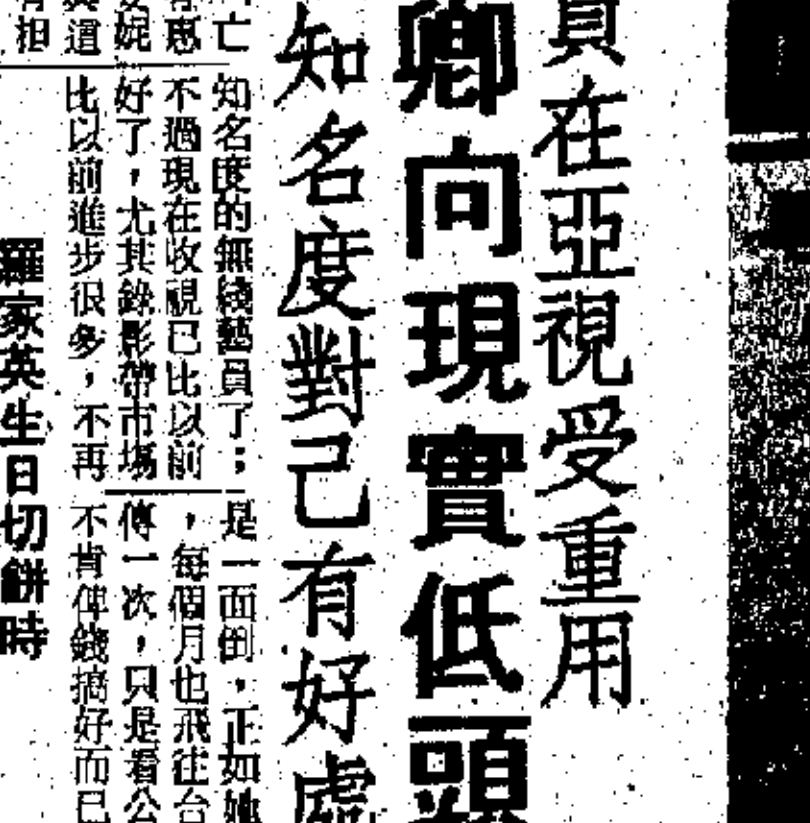 員在亞視受重用
卿向現實低頭
知名度對己有好處
亡
知名度的無綫藝員了；
不過現在收視已比以前
好了，尤其錄影帶市場
比以前進步很多，不再
是一面倒，正如她
，每個月也飛往台
傳一次，只是看公
不肯俾錢搞好而已
羅家英生日切餅時